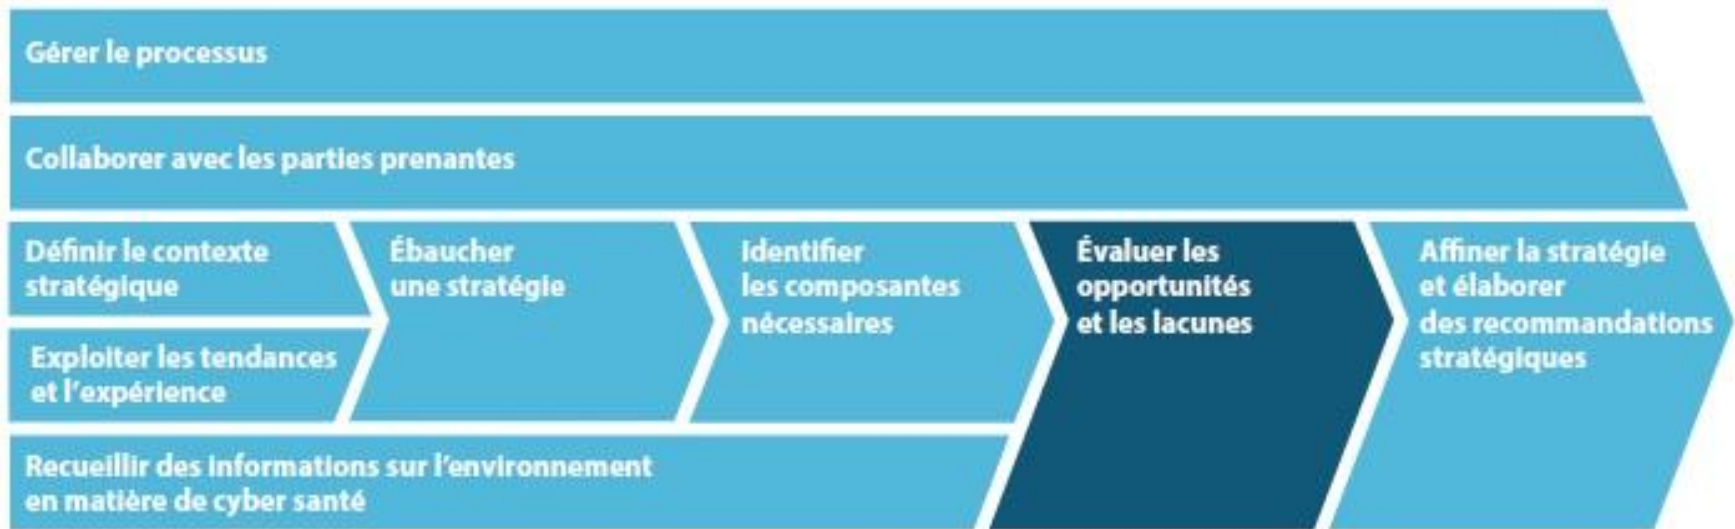 Gérer le processus
Collaborer avec les parties prenantes
Définir le contexte
stratégique
Exploiter les tendances
et l'expérience
Ébaucher
une stratégie
Identifier
les composantes
nécessaires
Évaluer les
opportunités
et les lacunes
Affiner la stratégie
et élaborer
des recommandations
stratégiques
Recueillir des informations sur l'environnement
en matière de cyber santé